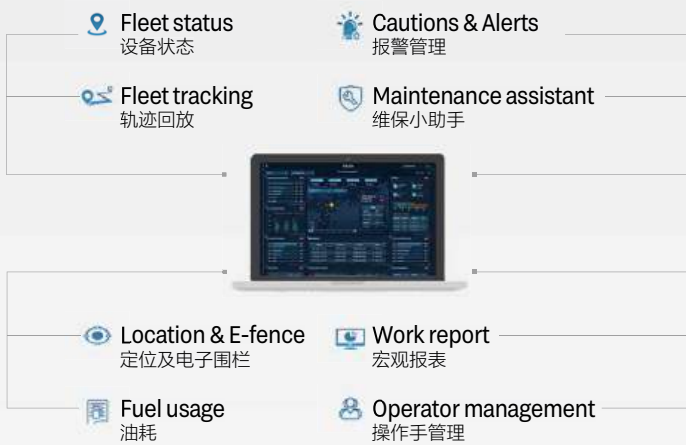 Fleet status
设备状态
Cautions & Alerts
报警管理
Fleet tracking
轨迹回放
Maintenance assistant
维保小助手
Location & E-fence
定位及电子围栏
Work report
宏观报表
Fuel usage
油耗
Operator management
操作手管理